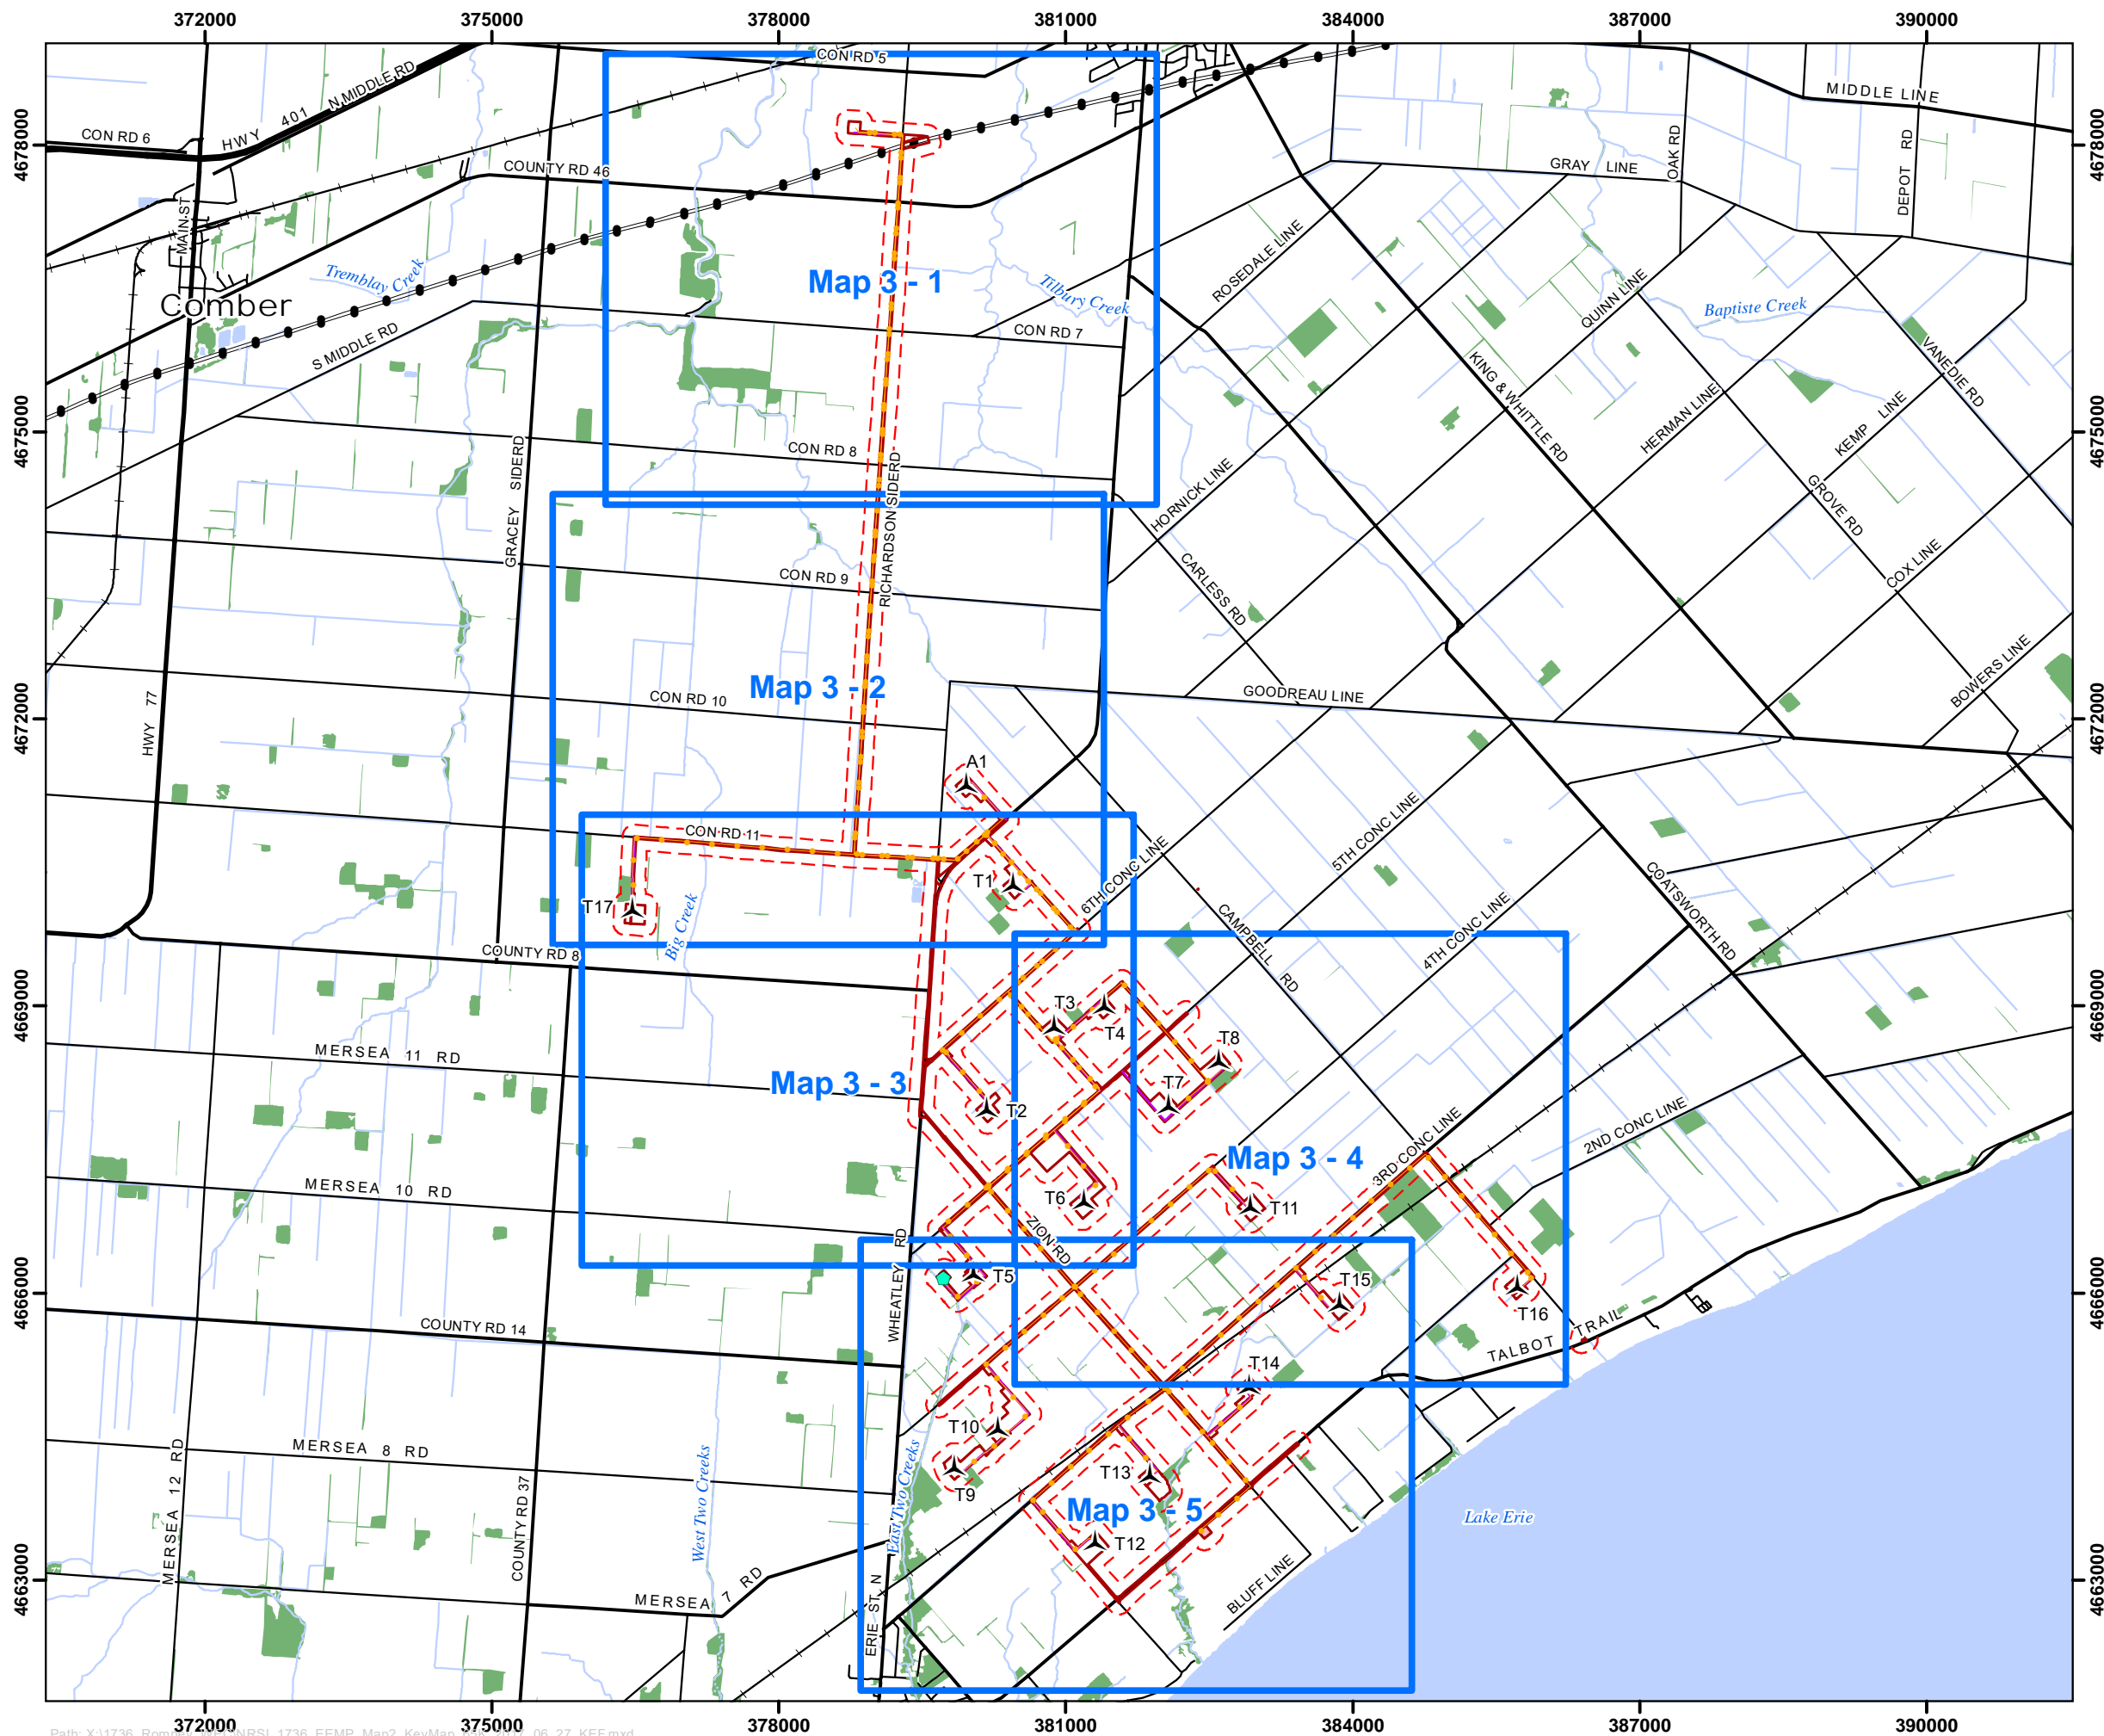 372000 375000 378000 381000 384000 387000 390000
4678000
4675000
4672000
4669000
4666000
4663000
4678000
4675000
4672000
4669000
4666000
4663000
CON RD 5
N MIDDLE RD
HWY 401
CON RD 6
MIDDLE LINE
GRAY LINE
OAK RD
DEPOT RD
COUNTY RD 46
MAIN ST
Tremblay Creek
Comber
S MIDDLE RD
Map 3 - 1
Tilbury Creek
CON RD 7
ROSEDALE LINE
QUINN LINE
Baptiste Creek
VANEDIE RD
KING & WHITTLE RD
HERMAN LINE
KEMP LINE
GROVE RD
CON RD 8
GRACEY SIDERD
RICHARDSON SIDERD
HORNICK LINE
CARLESS RD
COX LINE
CON RD 9
BOWERS LINE
Map 3 - 2
CON RD 10
GOODREAU LINE
HWY 77
A1
CON RD 11
T1
6TH CONC LINE
5TH CONC LINE
4TH CONC LINE
COATSWORTH RD
CAMPBELL RD
T17
Big Creek
COUNTY RD 8
T3
T4
T8
T7
MERSEA 11 RD
Map 3 - 3
T2
3RD CONC LINE
2ND CONC LINE
Map 3 - 4
MERSEA 10 RD
T6
T11
ZION RD
WHEATLEY RD
T5
T15
T16
TALBOT TRAIL
COUNTY RD 14
T14
T10
T9
T13
Map 3 - 5
T12
Lake Erie
MERSEA 8 RD
MERSEA 12 RD
COUNTY RD 37
West Two Creeks
East Two Creeks
MERSEA 7 RD
ERIE ST N
BLUFF LINE
372000 375000 378000 381000 384000 387000 390000